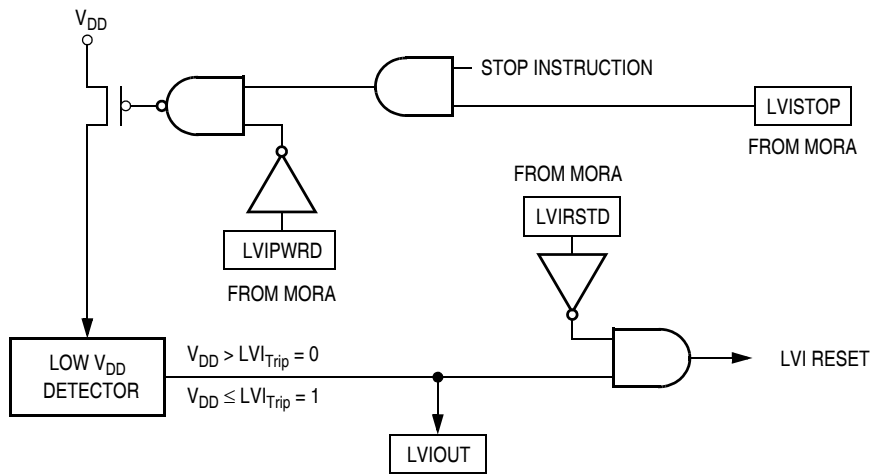 VDD
STOP INSTRUCTION
LVISTOP
FROM MORA
FROM MORA
LVIRSTD
LVIPWRD
FROM MORA
LOW VDD
DETECTOR
VDD > LVITrip = 0
VDD ≤ LVITrip = 1
LVI RESET
LVIOUT